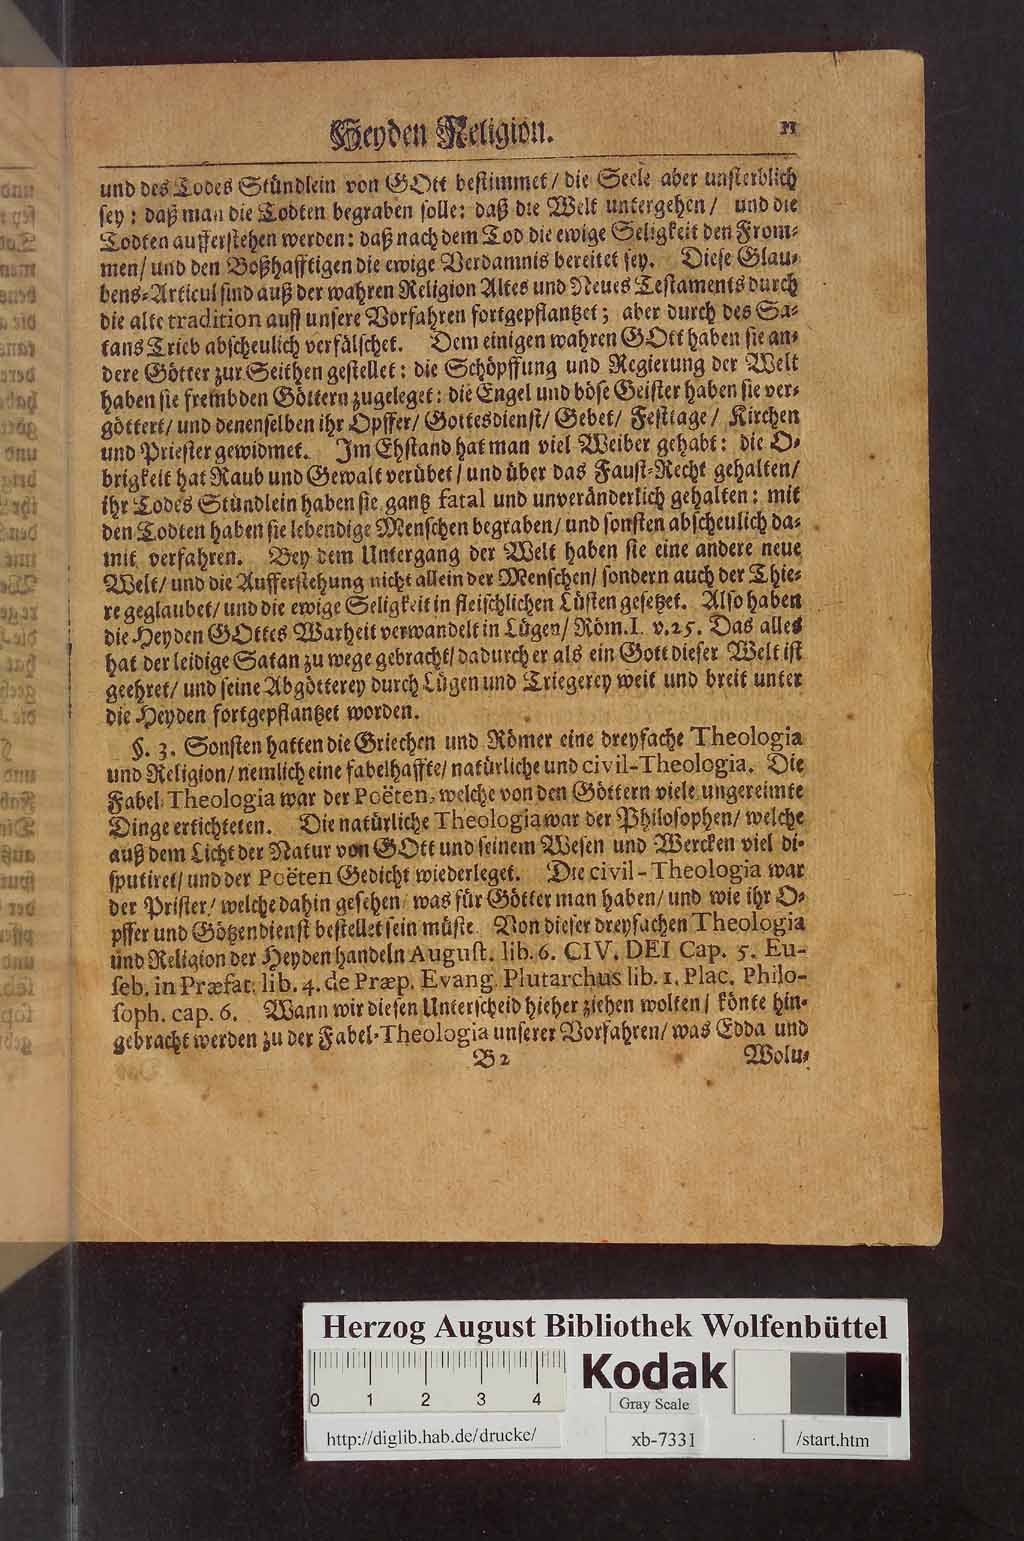 Heyden Religion. 11
und des Todes Stündlein von GOtt bestimmet/ die Seele aber unsterblich
sey: daß man die Todten begraben solle: daß die Welt untergehen/ und die
Todten aufferstehen werden: daß nach dem Tod die ewige Seligkeit den From-
men/ und den Boßhafftigen die ewige Verdamnis bereitet sey. Diese Glau-
bens-Articul sind auß der wahren Religion Altes und Neues Testaments durch
die alte tradition auff unsere Vorfahren fortgepflantzet; aber durch des Sa-
tans Trieb abscheulich verfälschet. Dem einigen wahren GOtt haben sie an-
dere Götter zur Seithen gestellet: die Schöpffung und Regierung der Welt
haben sie frembden Göttern zugeleget: die Engel und böse Geister haben sie ver-
göttert/ und denenselben ihr Opffer/ Gottesdienst/ Gebet/ Festtage/ Kirchen
und Priester gewidmet. Im Ehstand hat man viel Weiber gehabt: die O-
brigkeit hat Raub und Gewalt verübet/ und über das Faust-Recht gehalten/
ihr Todes Stündlein haben sie gantz fatal und unveränderlich gehalten: mit
den Todten haben sie lebendige Menschen begraben/ und sonsten abscheulich da-
mit verfahren. Bey dem Untergang der Welt haben sie eine andere neue
Welt/ und die Aufferstehung nicht allein der Menschen/ sondern auch der Thie-
re geglaubet/ und die ewige Seligkeit in fleischlichen Lüsten gesetzet. Also haben
die Heyden GOttes Warheit verwandelt in Lügen/ Röm. I. v. 25. Das alles
hat der leidige Satan zu wege gebracht/ dadurch er als ein Gott dieser Welt ist
geehret/ und seine Abgötterey durch Lügen und Triegerey weit und breit unter
die Heyden fortgepflantzet worden.
§. 3. Sonsten hatten die Griechen und Römer eine dreyfache Theologia
und Religion/ nemlich eine fabelhaffte/ natürliche und civil-Theologia. Die
Fabel-Theologia war der Poëten, welche von den Göttern viele ungereimte
Dinge ertichteten. Die natürliche Theologia war der Philosophen/ welche
auß dem Licht der Natur von GOtt und seinem Wesen und Wercken viel di-
sputiret/ und der Poëten Gedicht wiederleget. Die civil-Theologia war
der Prister/ welche dahin gesehen/ was für Götter man haben/ und wie ihr O-
pffer und Götzendienst bestellet sein müste. Von dieser dreyfachen Theologia
und Religion der Heyden handeln August. lib. 6. CIV. DEI Cap. 5. Eu-
seb. in Præfat. lib. 4. de Præp. Evang. Plutarchus lib. 1. Plac. Philo-
soph. cap. 6. Wann wir diesen Unterscheid hieher ziehen wolten/ könte hin-
gebracht werden zu der Fabel-Theologia unserer Vorfahren/ was Edda und
B 2 Wolu-
Herzog August Bibliothek Wolfenbüttel
0 1 2 3 4
Kodak
Gray Scale
http://diglib.hab.de/drucke/ xb-7331 /start.htm